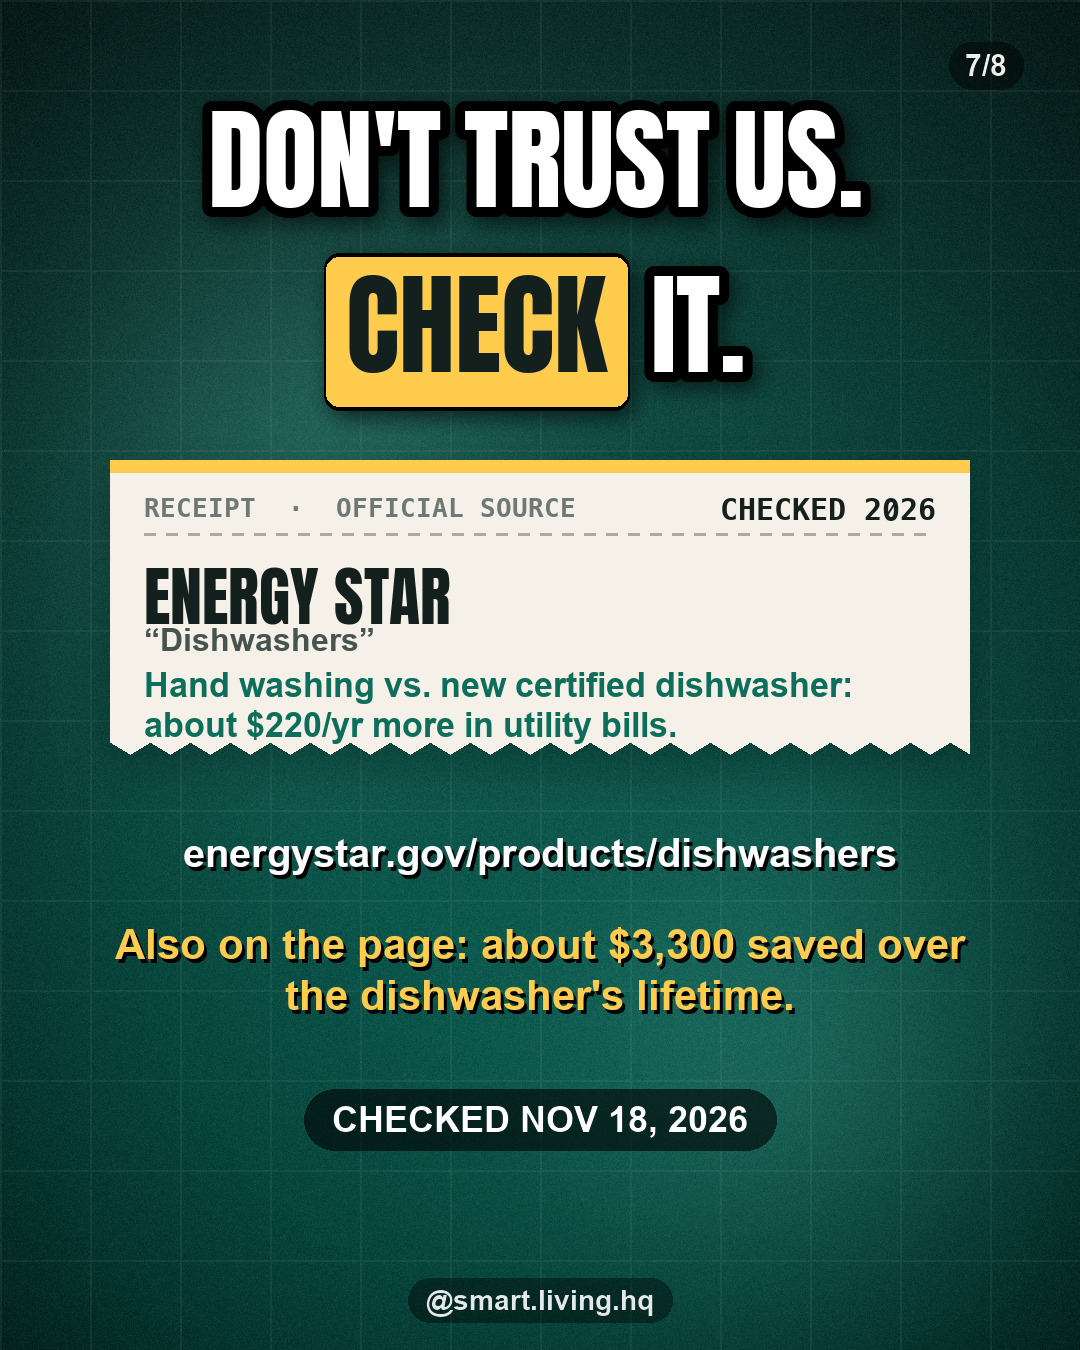 7/8
DON'T TRUST US.
CHECK IT.
RECEIPT · OFFICIAL SOURCE CHECKED 2026
ENERGY STAR
“Dishwashers”
Hand washing vs. new certified dishwasher:
about $220/yr more in utility bills.
energystar.gov/products/dishwashers
Also on the page: about $3,300 saved over
the dishwasher's lifetime.
CHECKED NOV 18, 2026
@smart.living.hq